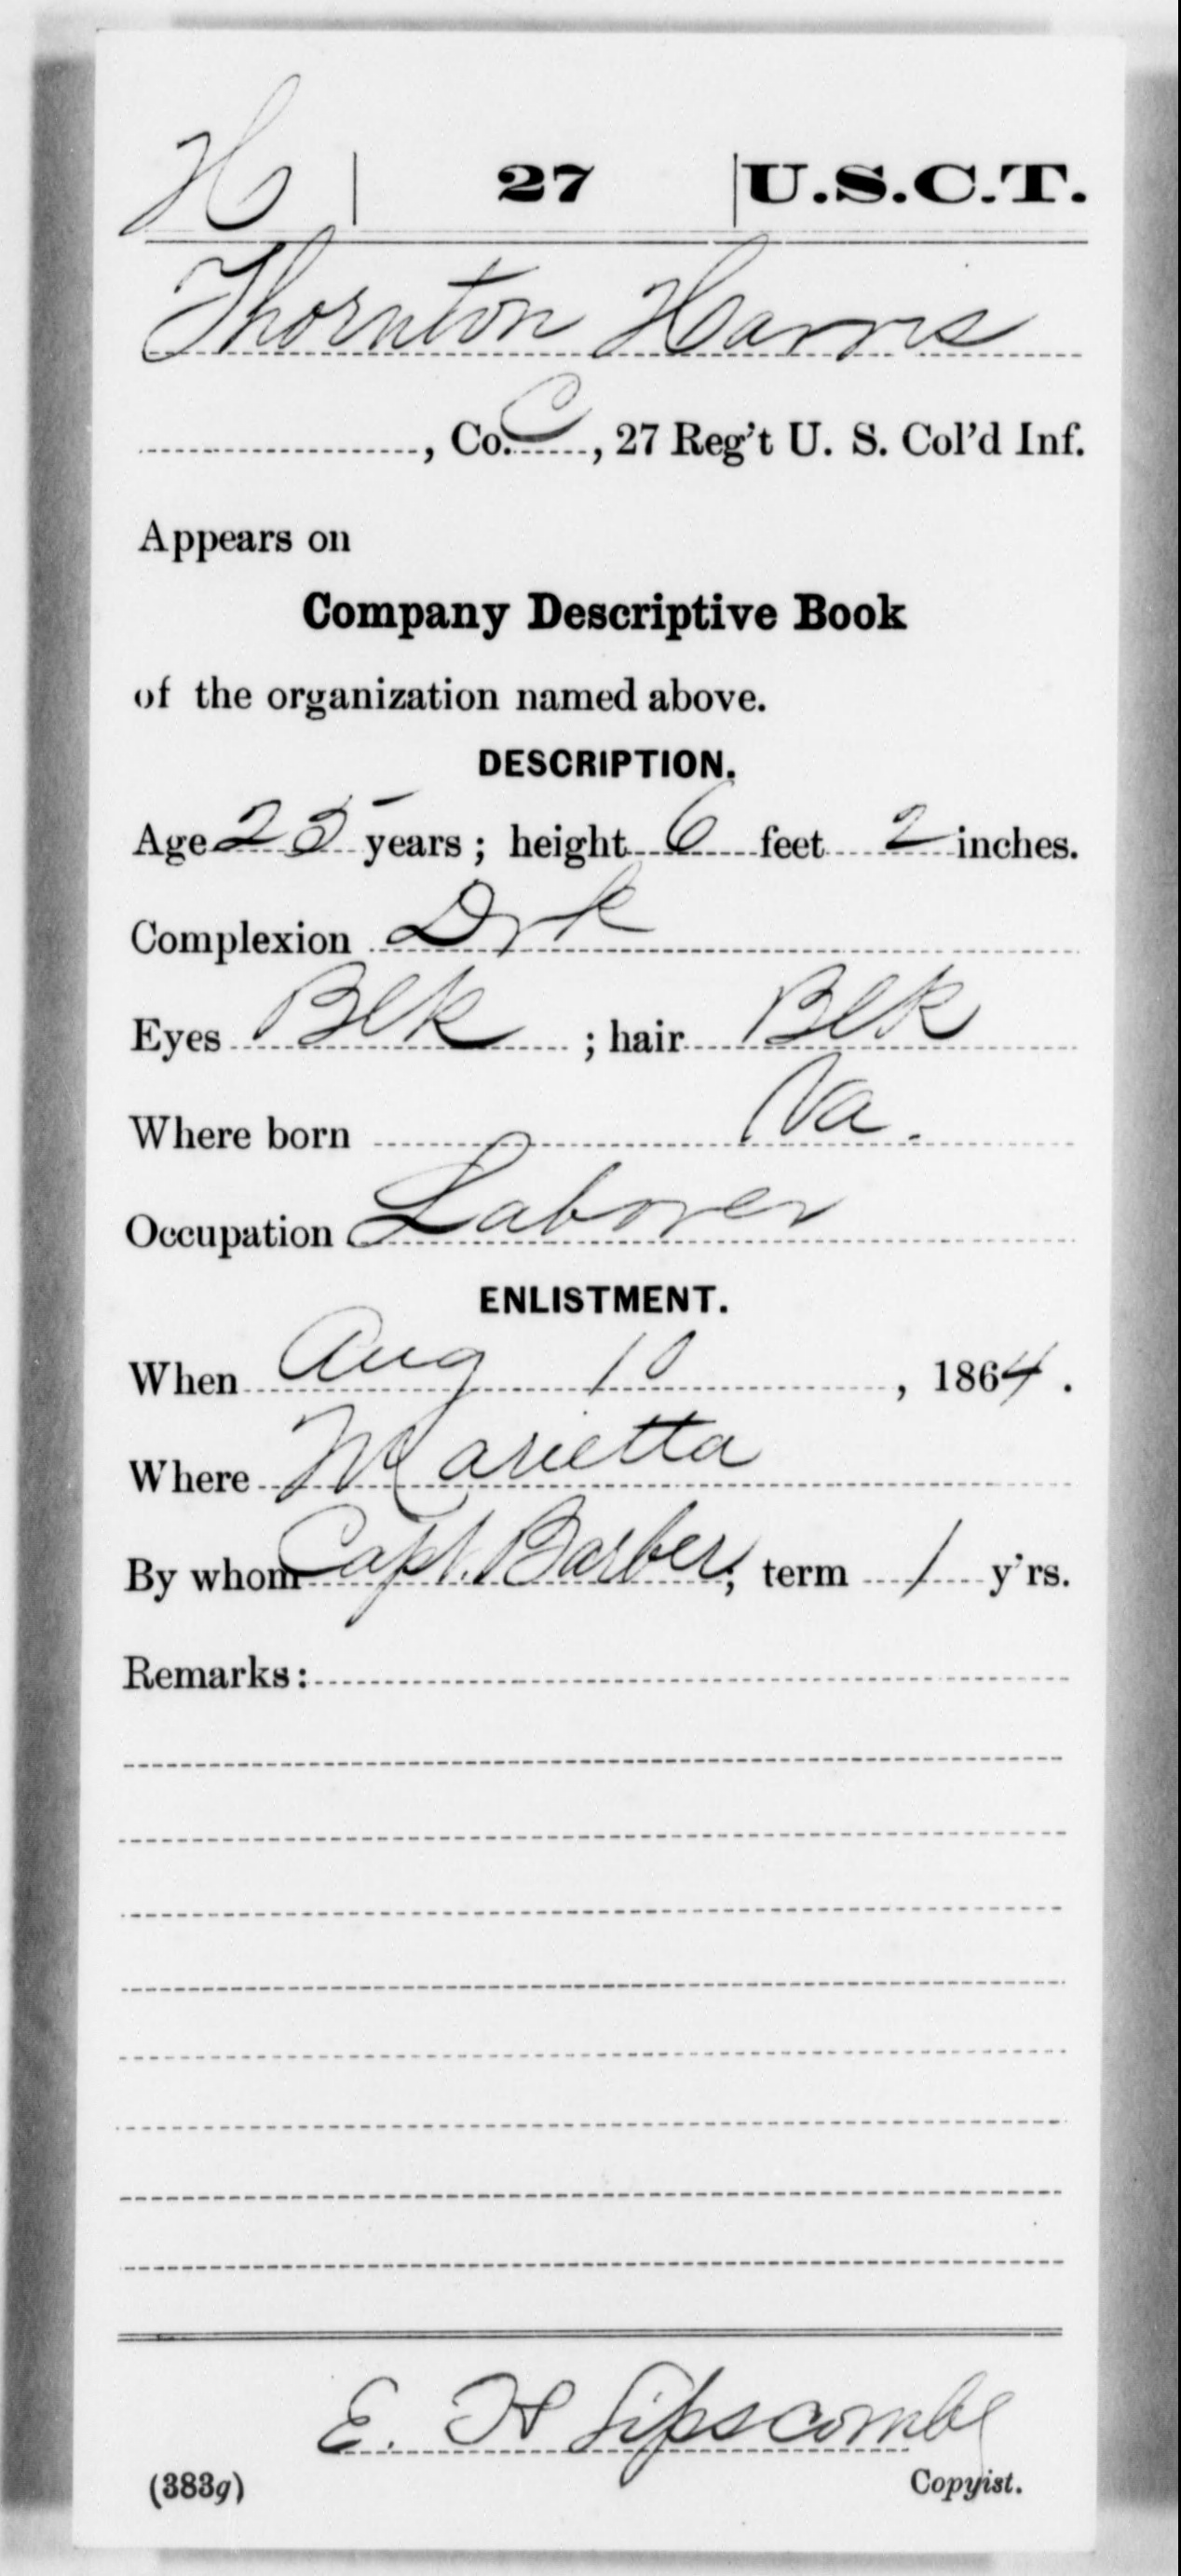 H | 27 | U.S.C.T.
Thornton Harris
, Co. C, 27 Reg't U. S. Col'd Inf.
Appears on
Company Descriptive Book
of the organization named above.
DESCRIPTION.
Age 25 years; height 6 feet 2 inches.
Complexion Drk
Eyes Blk ; hair Blk
Where born Va.
Occupation Laborer
ENLISTMENT.
When Aug 10, 1864.
Where Marietta
By whom Capt. Barber; term 1 y'rs.
Remarks:
E. H Lipscomb
(383g) Copyist.